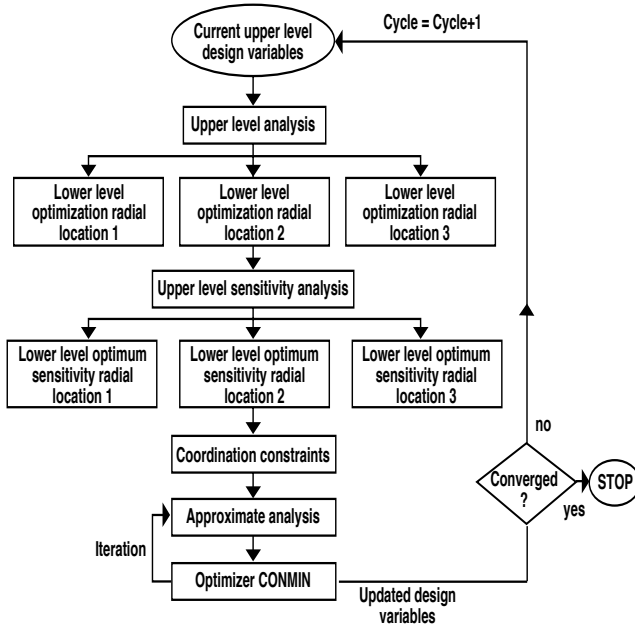 Current upper level
design variables
Cycle = Cycle+1
Upper level analysis
Lower level
optimization radial
location 1
Lower level
optimization radial
location 2
Lower level
optimization radial
location 3
Upper level sensitivity analysis
Lower level optimum
sensitivity radial
location 1
Lower level optimum
sensitivity radial
location 2
Lower level optimum
sensitivity radial
location 3
no
Coordination constraints
Converged
?
STOP
yes
Approximate analysis
Iteration
Optimizer CONMIN
Updated design
variables